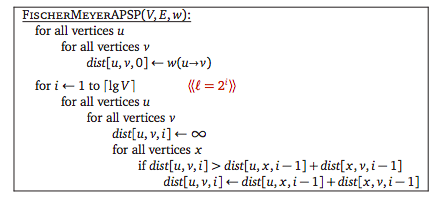 FISCHERMEYERAPSP(V, E, w):
for all vertices u
for all vertices v
dist[u, v, 0] ← w(u→v)
for i ← 1 to ⌈lg V⌉ ⟨⟨ℓ = 2^i⟩⟩
for all vertices u
for all vertices v
dist[u, v, i] ← ∞
for all vertices x
if dist[u, v, i] > dist[u, x, i − 1] + dist[x, v, i − 1]
dist[u, v, i] ← dist[u, x, i − 1] + dist[x, v, i − 1]